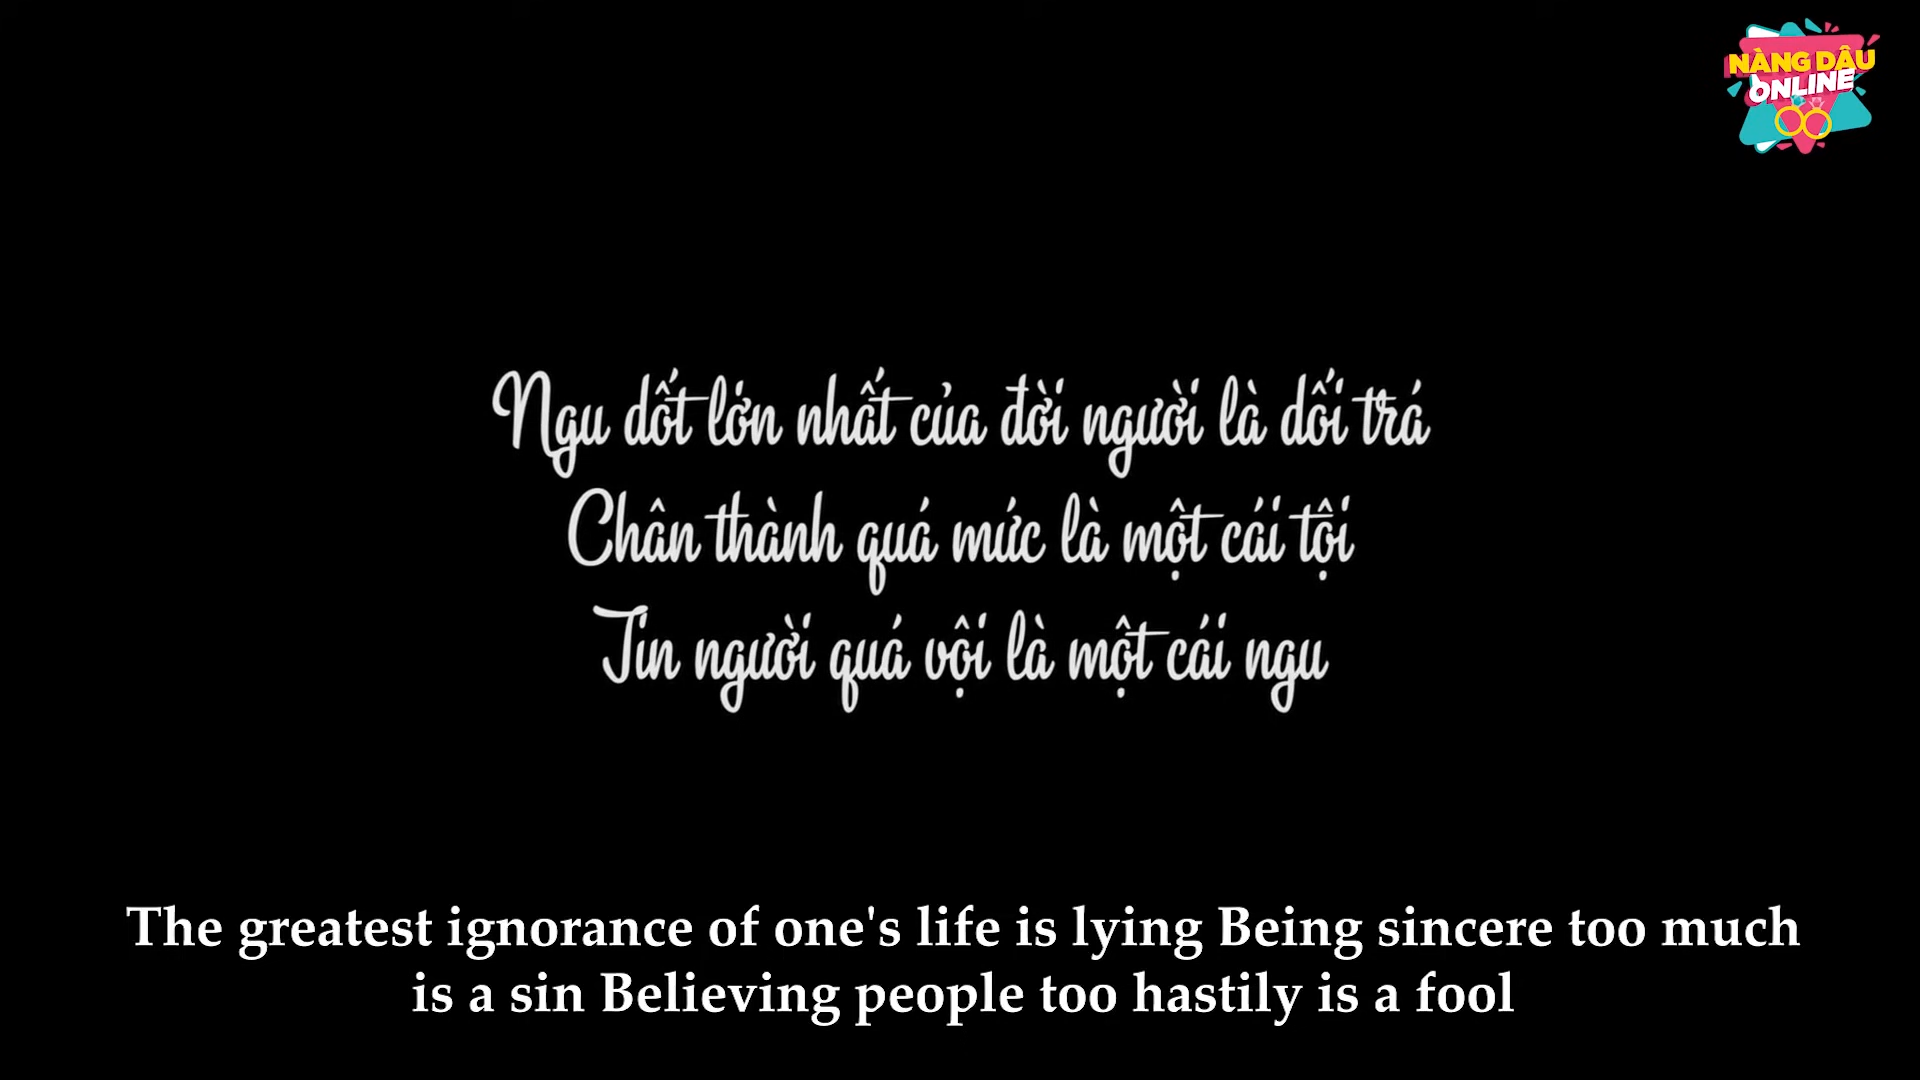 NÀNG DÂU
ONLINE
Ngu dốt lớn nhất của đời người là dối trá
Chân thành quá mức là một cái tội
Tin người quá vội là một cái ngu
The greatest ignorance of one's life is lying Being sincere too much
is a sin Believing people too hastily is a fool